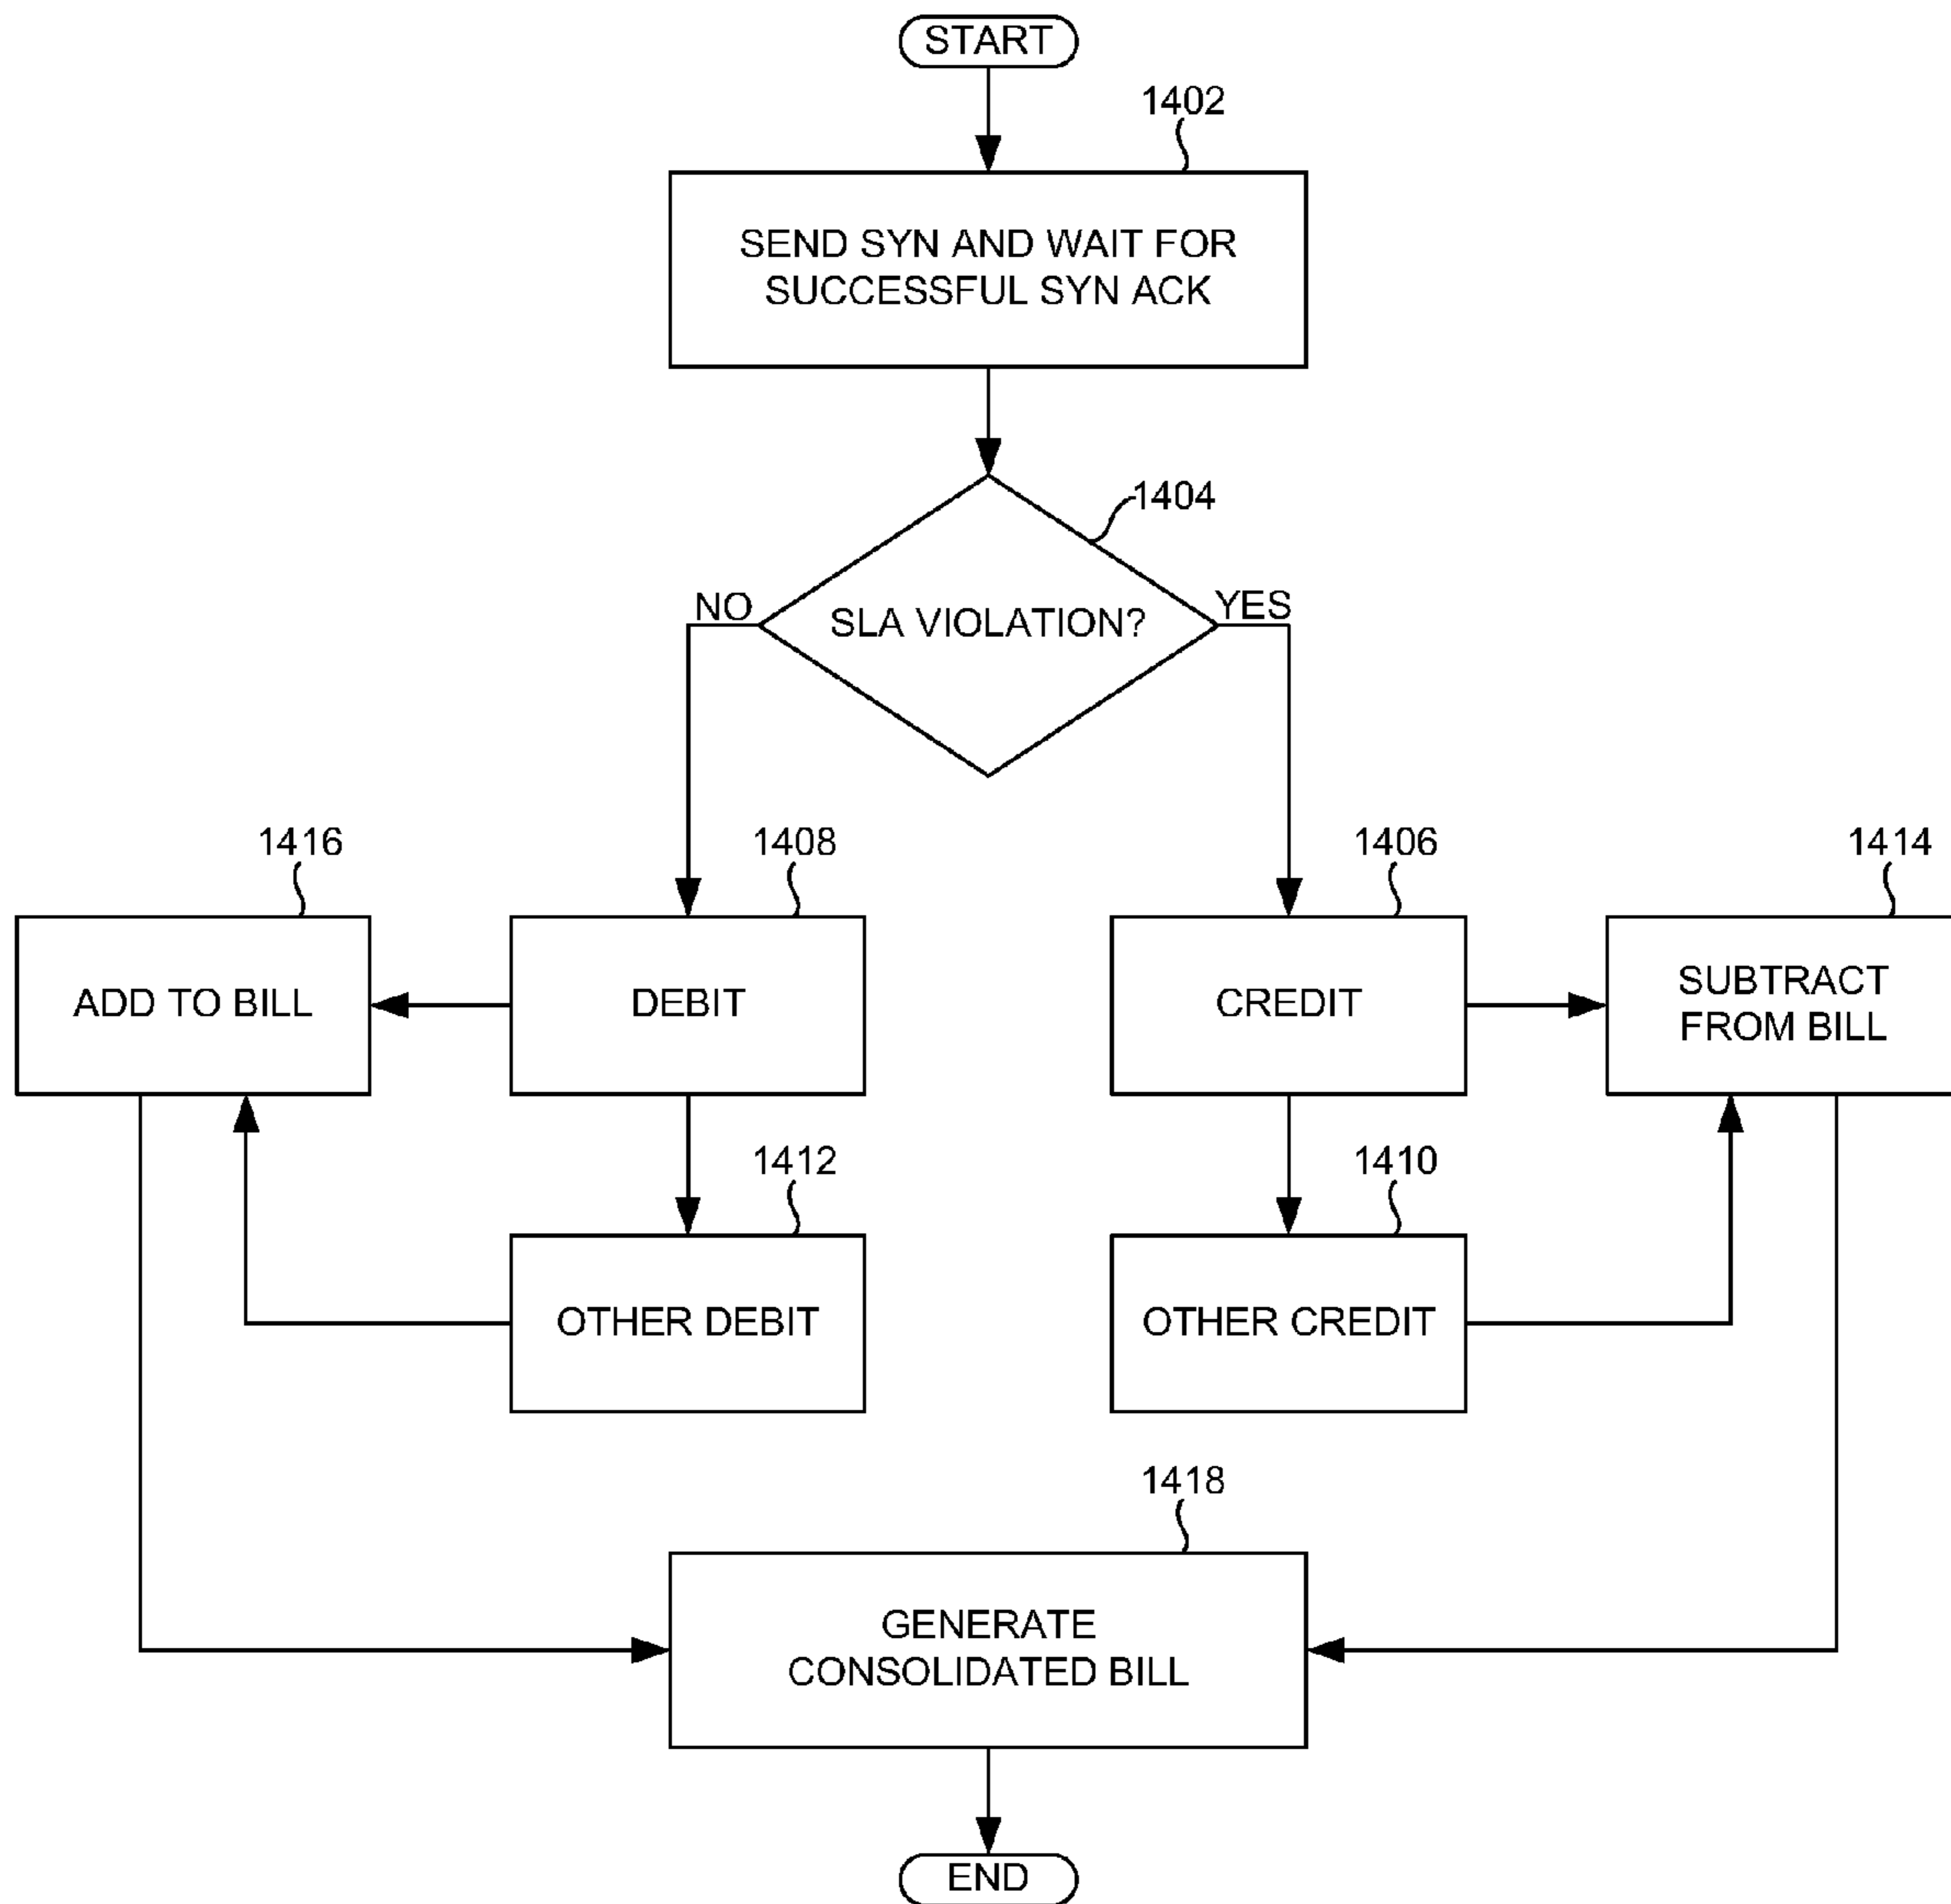 START
1402
SEND SYN AND WAIT FOR
SUCCESSFUL SYN ACK
1404
NO
SLA VIOLATION?
YES
1416
1408
1406
1414
ADD TO BILL
DEBIT
CREDIT
SUBTRACT
FROM BILL
1412
1410
OTHER DEBIT
OTHER CREDIT
1418
GENERATE
CONSOLIDATED BILL
END